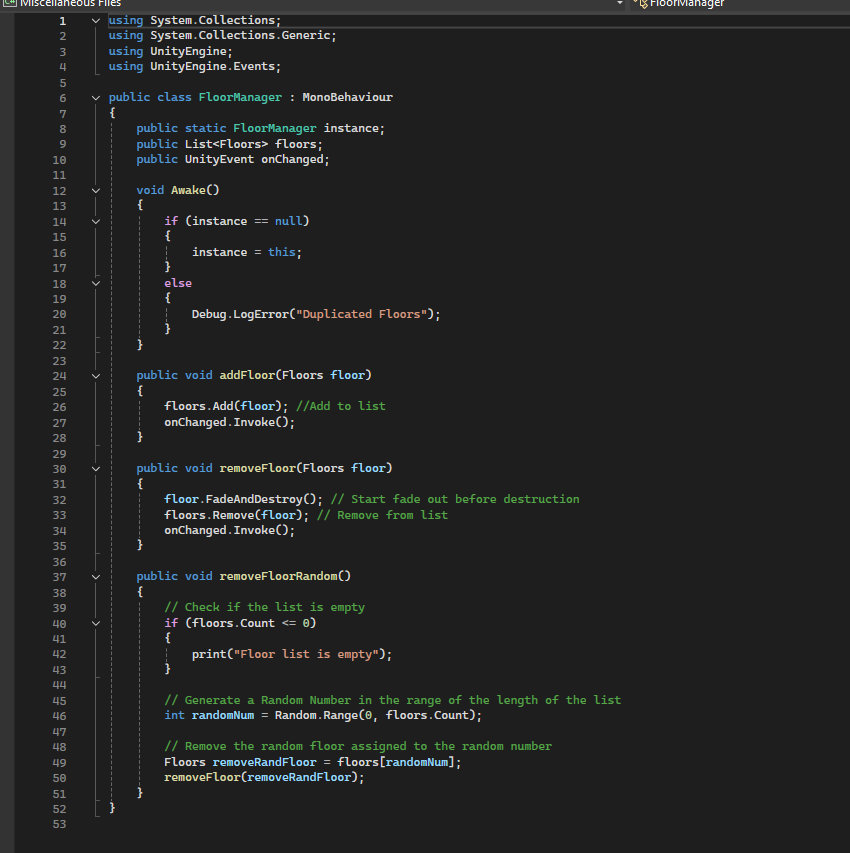 Miscellaneous Files
FloorManager
1 using System.Collections;
2 using System.Collections.Generic;
3 using UnityEngine;
4 using UnityEngine.Events;
5
6 public class FloorManager : MonoBehaviour
7 {
8 public static FloorManager instance;
9 public List<Floors> floors;
10 public UnityEvent onChanged;
11
12 void Awake()
13 {
14 if (instance == null)
15 {
16 instance = this;
17 }
18 else
19 {
20 Debug.LogError("Duplicated Floors");
21 }
22 }
23
24 public void addFloor(Floors floor)
25 {
26 floors.Add(floor); //Add to list
27 onChanged.Invoke();
28 }
29
30 public void removeFloor(Floors floor)
31 {
32 floor.FadeAndDestroy(); // Start fade out before destruction
33 floors.Remove(floor); // Remove from list
34 onChanged.Invoke();
35 }
36
37 public void removeFloorRandom()
38 {
39 // Check if the list is empty
40 if (floors.Count <= 0)
41 {
42 print("Floor list is empty");
43 }
44
45 // Generate a Random Number in the range of the length of the list
46 int randomNum = Random.Range(0, floors.Count);
47
48 // Remove the random floor assigned to the random number
49 Floors removeRandFloor = floors[randomNum];
50 removeFloor(removeRandFloor);
51 }
52 }
53